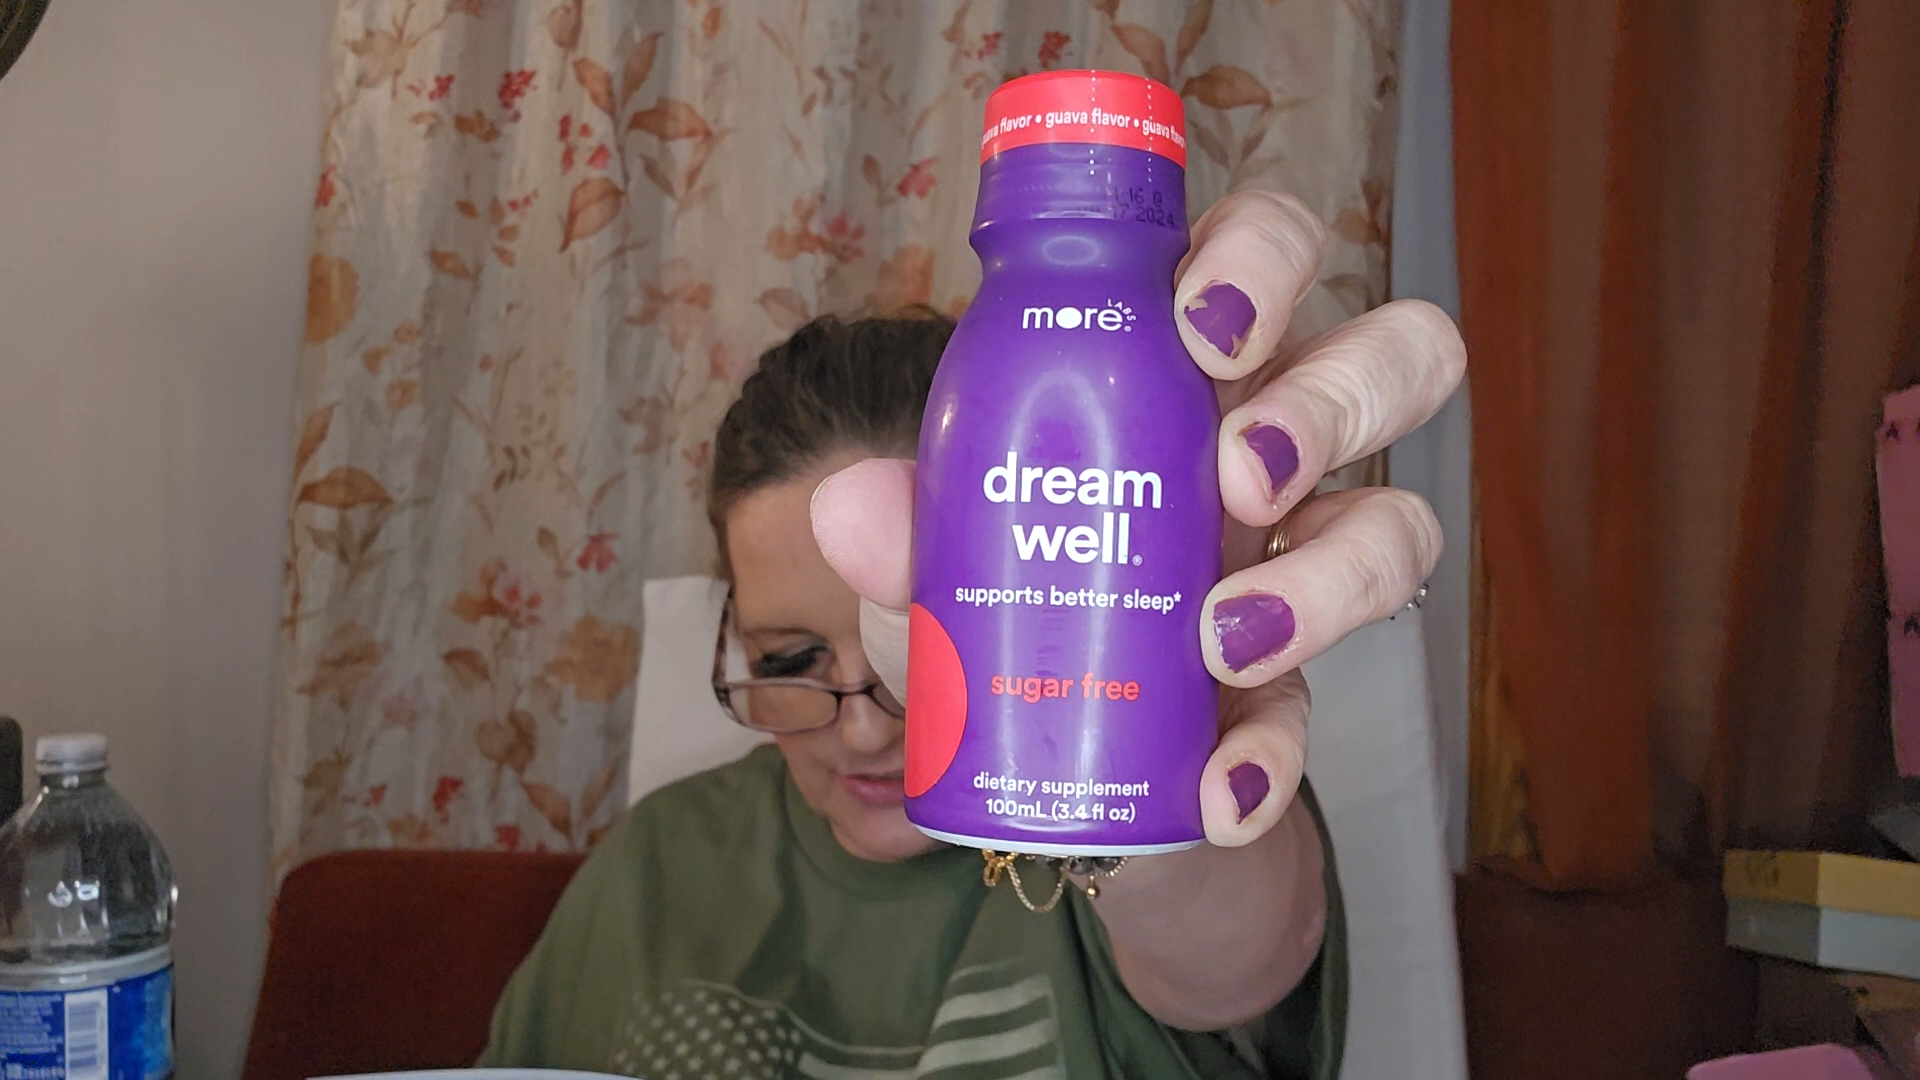 guava flavor • guava flavor • guava
more LABS®
dream
well®
supports better sleep*
sugar free
dietary supplement
100mL (3.4 fl oz)